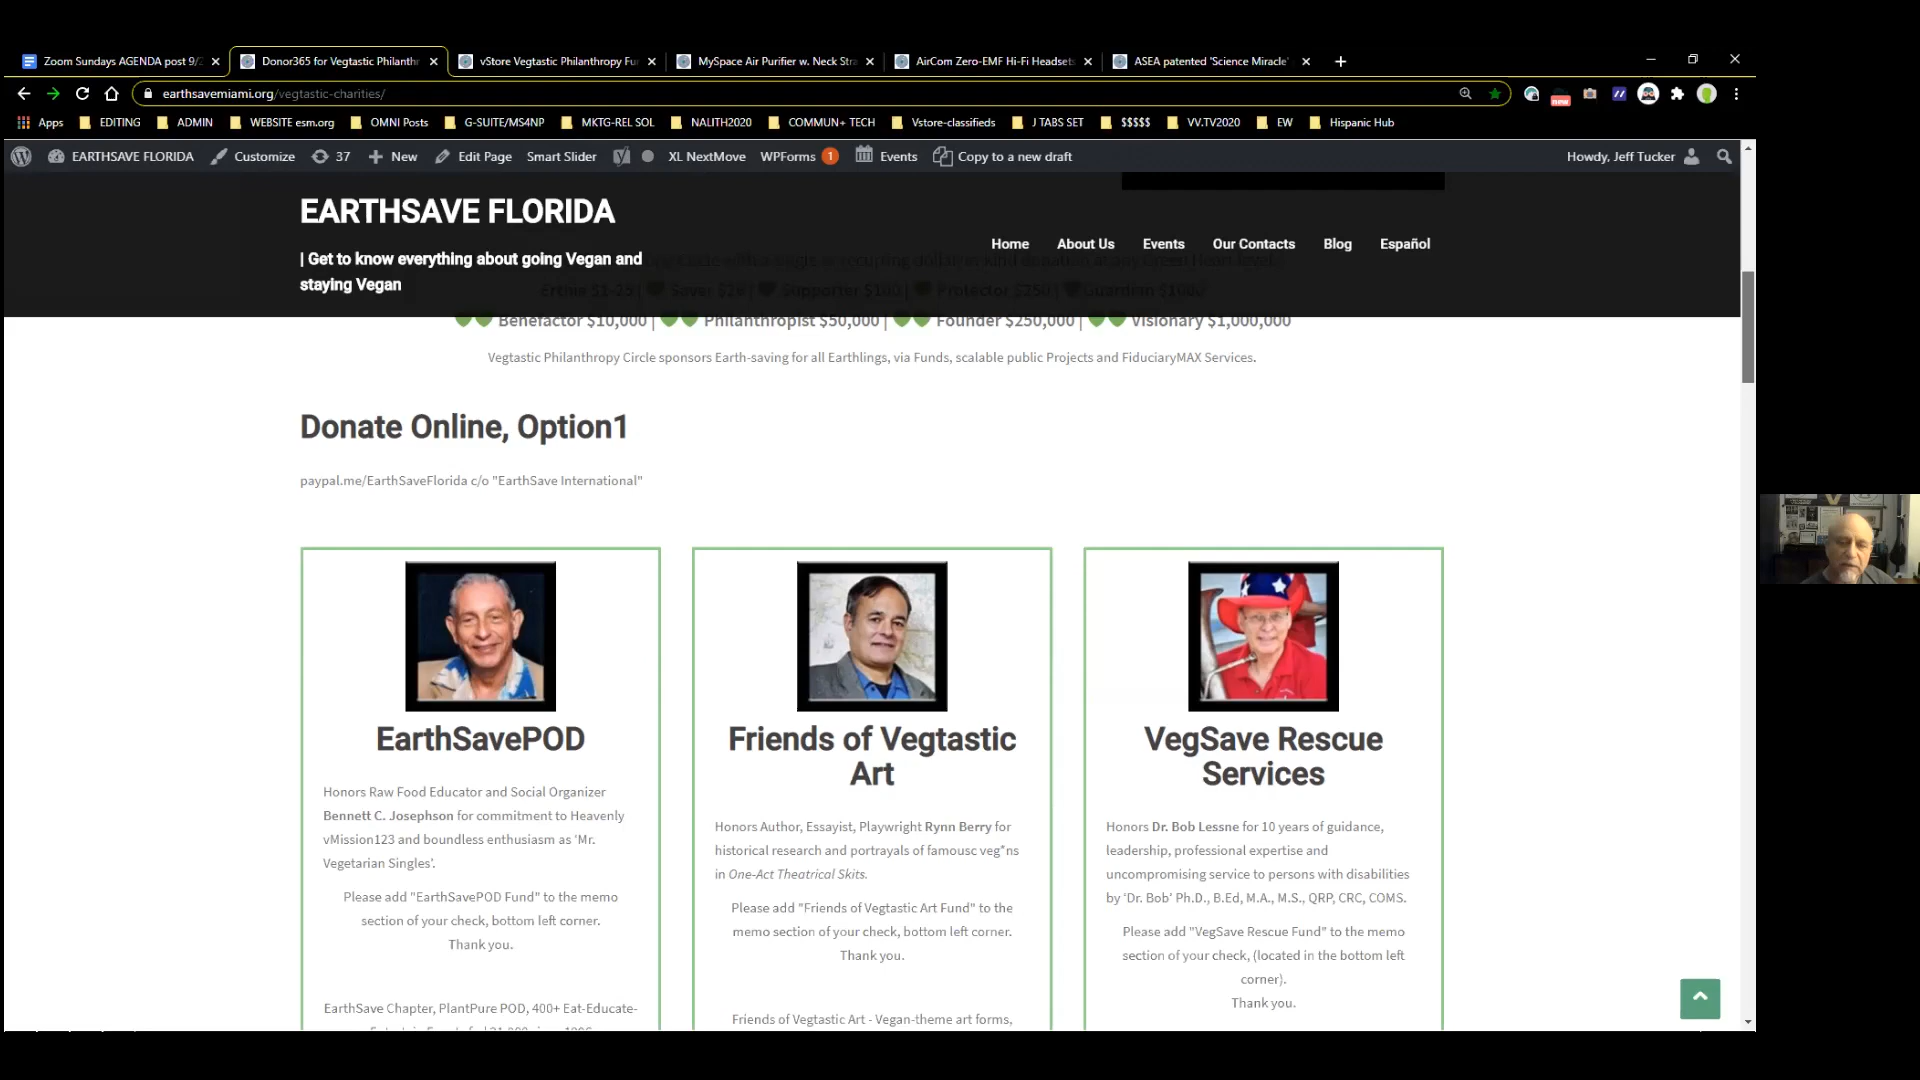 Zoom Sundays AGENDA post 9/
Donor365 for Vegtastic Philanth
vStore Vegtastic Philanthropy Fu
MySpace Air Purifier w. Neck Stra
AirCom Zero-EMF Hi-Fi Headsets
ASEA patented 'Science Miracle'
earthsavemiami.org/vegtastic-charities/
new
Apps EDITING ADMIN WEBSITE esm.org OMNI Posts G-SUITE/MS4NP MKTG-REL SOL NALITH2020 COMMUN+ TECH Vstore-classifieds J TABS SET $$$$$ VV.TV2020 EW Hispanic Hub
EARTHSAVE FLORIDA Customize 37 New Edit Page Smart Slider XL NextMove WPForms 1 Events Copy to a new draft Howdy, Jeff Tucker
EARTHSAVE FLORIDA
| Get to know everything about going Vegan and
staying Vegan
Home About Us Events Our Contacts Blog Español
$1-25 | Saver $26 | Supporter $100 | Protector $250 | Guardian $1000
Benefactor $10,000 | Philanthropist $50,000 | Founder $250,000 | Visionary $1,000,000
Vegtastic Philanthropy Circle sponsors Earth-saving for all Earthlings, via Funds, scalable public Projects and FiduciaryMAX Services.
Donate Online, Option1
paypal.me/EarthSaveFlorida c/o "EarthSave International"
EarthSavePOD
Honors Raw Food Educator and Social Organizer
Bennett C. Josephson for commitment to Heavenly
vMission123 and boundless enthusiasm as ‘Mr.
Vegetarian Singles’.
Please add "EarthSavePOD Fund" to the memo
section of your check, bottom left corner.
Thank you.
EarthSave Chapter, PlantPure POD, 400+ Eat-Educate-
Friends of Vegtastic
Art
Honors Author, Essayist, Playwright Rynn Berry for
historical research and portrayals of famousc veg*ns
in One-Act Theatrical Skits.
Please add "Friends of Vegtastic Art Fund" to the
memo section of your check, bottom left corner.
Thank you.
Friends of Vegtastic Art - Vegan-theme art forms,
VegSave Rescue
Services
Honors Dr. Bob Lessne for 10 years of guidance,
leadership, professional expertise and
uncompromising service to persons with disabilities
by ‘Dr. Bob‘ Ph.D., B.Ed, M.A., M.S., QRP, CRC, COMS.
Please add "VegSave Rescue Fund" to the memo
section of your check, (located in the bottom left
corner).
Thank you.